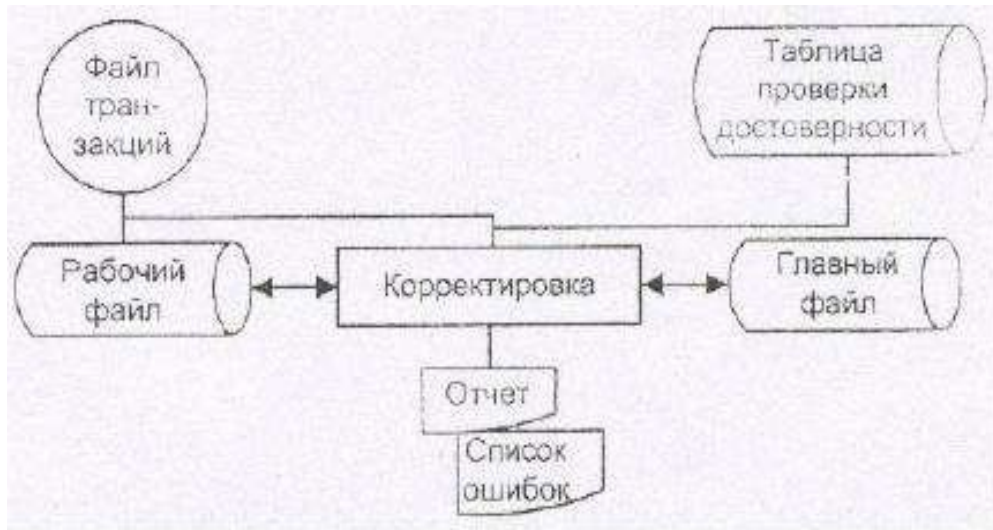 Файл
тран-
закций
Таблица
проверки
достоверности
Рабочий
файл
Корректировка
Главный
файл
Отчет
Список
ошибок